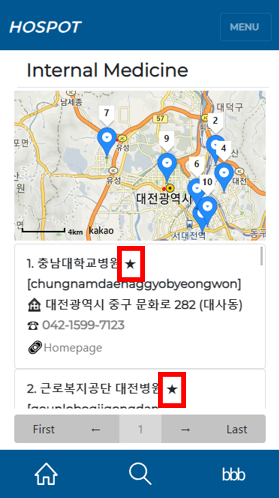 HOSPOT
MENU
Internal Medicine
남세종
대덕구
7
2
9
4
유성
6
유성
10
대전광역시
서대전역
4km kakao
1. 충남대학교병원★
[chungnamdaehaggyobyeongwon]
대전광역시 중구 문화로 282 (대사동)
☎ 042-1599-7123
Homepage
2. 근로복지공단 대전병원★
First ← 1 → Last
bbb